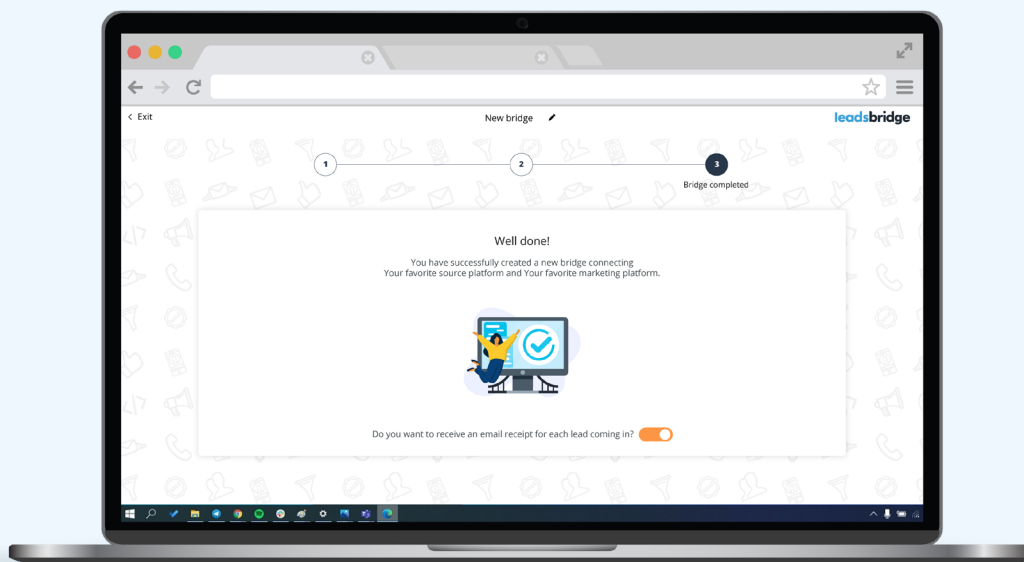 Exit
New bridge
leadsbridge
1
2
3
Bridge completed
Well done!
You have successfully created a new bridge connecting
Your favorite source platform and Your favorite marketing platform.
Do you want to receive an email receipt for each lead coming in?